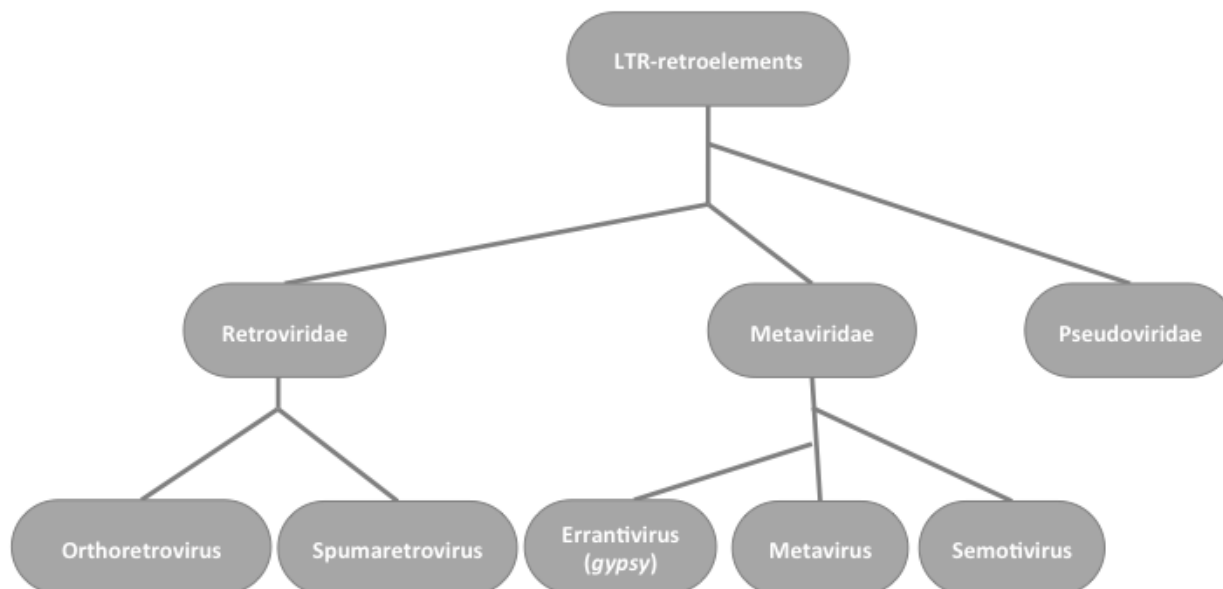 LTR-retroelements
Retroviridae
Metaviridae
Pseudoviridae
Orthoretrovirus
Spumaretrovirus
Errantivirus
(gypsy)
Metavirus
Semotivirus